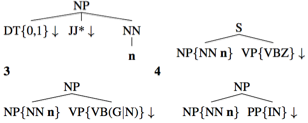 NP S
DT{0,1}↓ JJ*↓ NN NP{NN n} VP{VBZ}↓
n
3 4
NP NP
NP{NN n} VP{VB(G|N)}↓ NP{NN n} PP{IN}↓